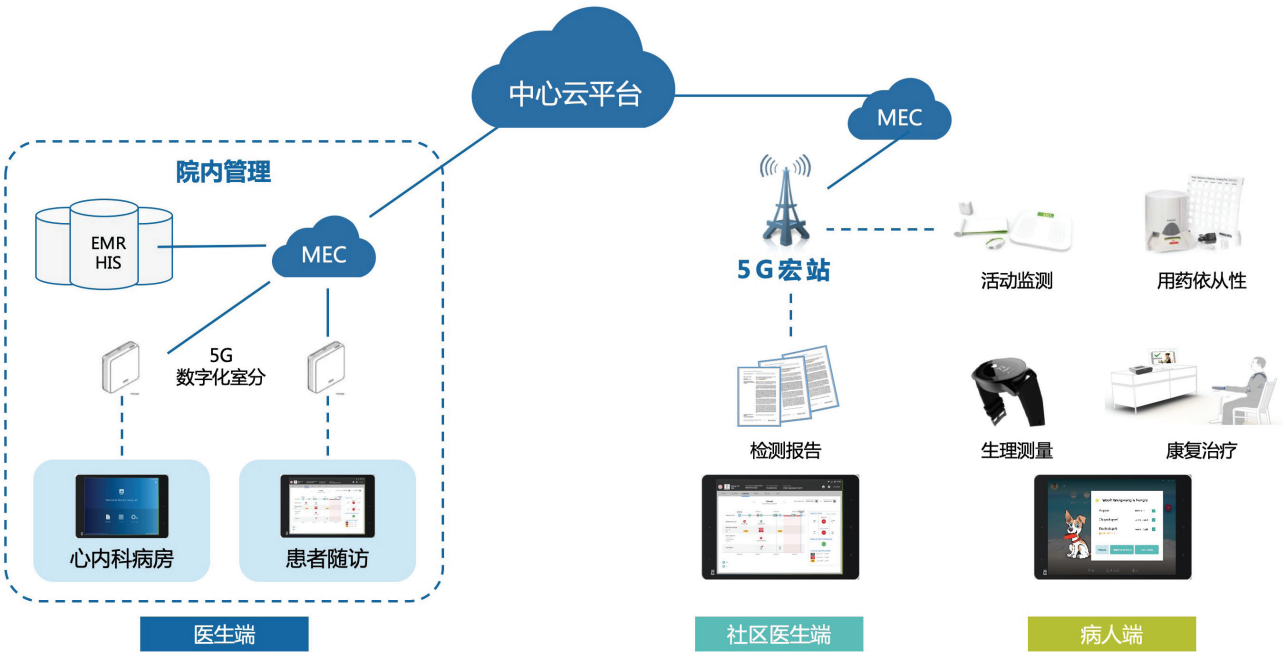 中心云平台
MEC
院内管理
EMR
HIS
MEC
5G
数字化室分
心内科病房
患者随访
医生端
5G宏站
检测报告
社区医生端
活动监测
用药依从性
生理测量
康复治疗
病人端